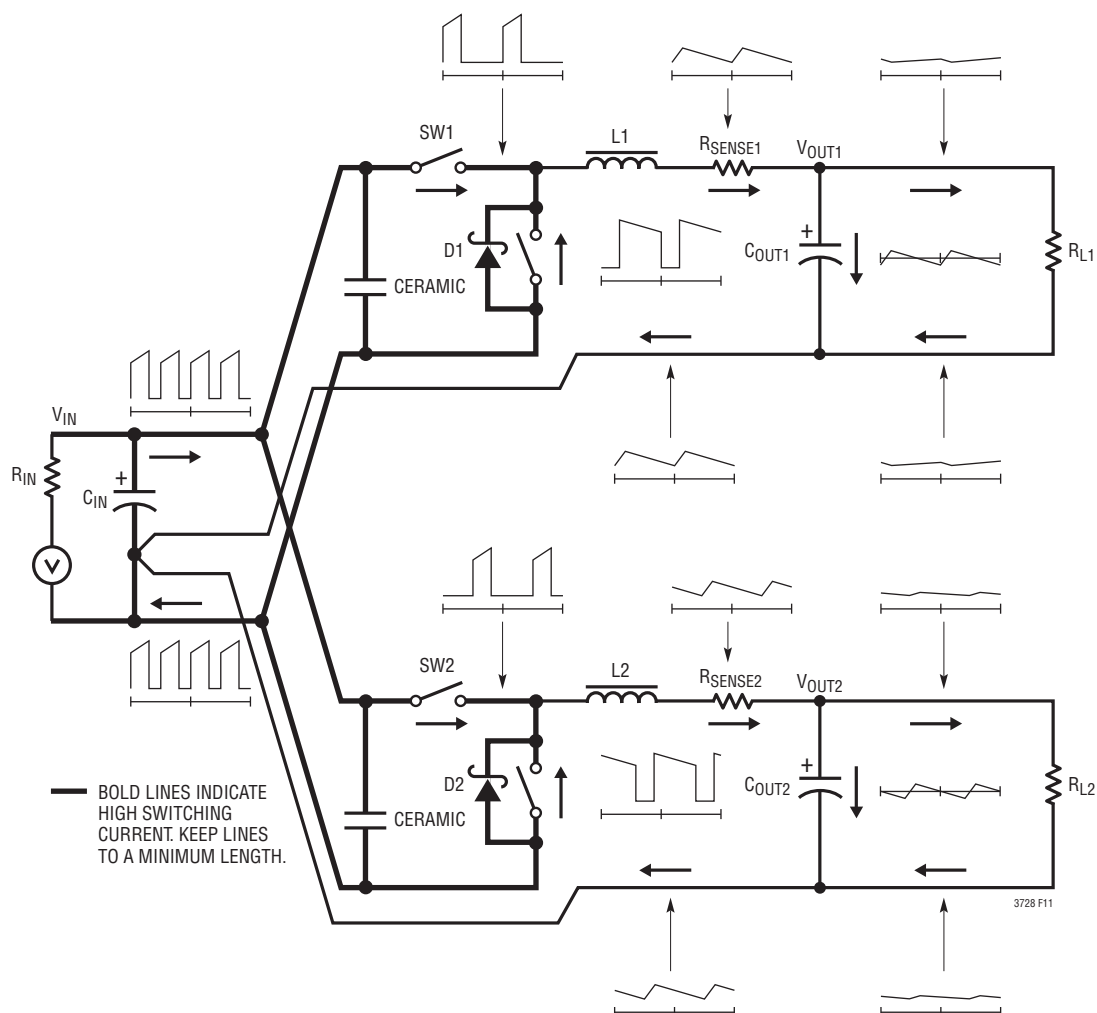 SW1
L1
RSENSE1
VOUT1
D1
CERAMIC
COUT1
+
RL1
VIN
RIN
+
CIN
V
SW2
L2
RSENSE2
VOUT2
D2
CERAMIC
COUT2
+
RL2
BOLD LINES INDICATE
HIGH SWITCHING
CURRENT. KEEP LINES
TO A MINIMUM LENGTH.
3728 F11